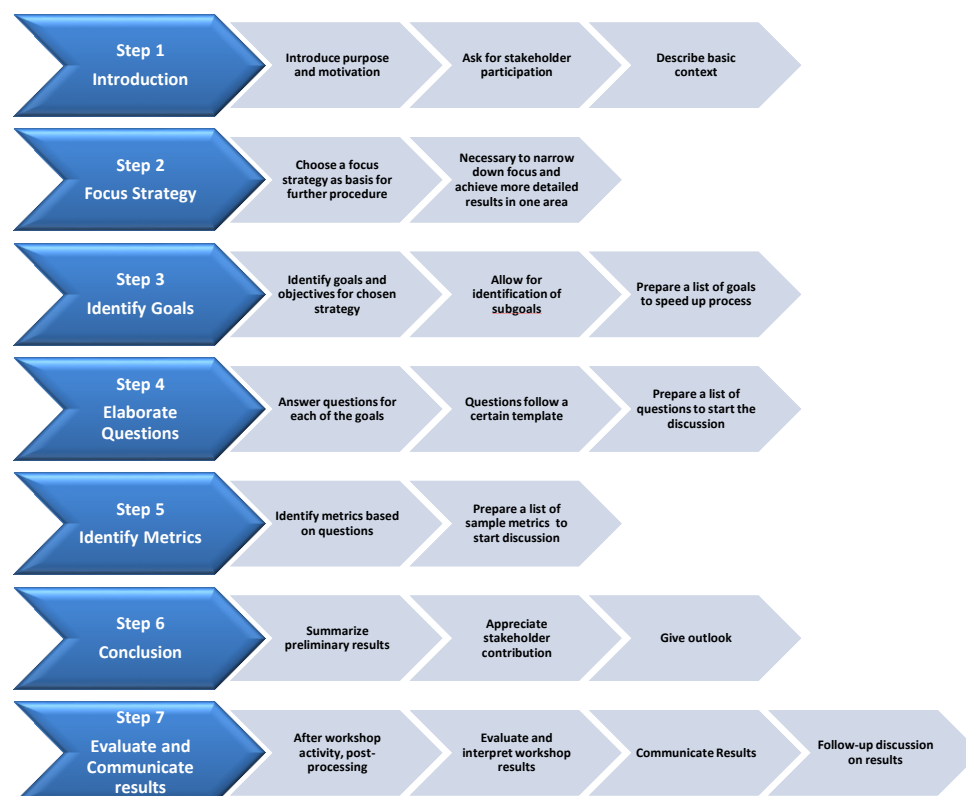 Step 1
Introduction
Introduce purpose
and motivation
Ask for stakeholder
participation
Describe basic
context
Step 2
Focus Strategy
Choose a focus
strategy as basis for
further procedure
Necessary to narrow
down focus and
achieve more detailed
results in one area
Step 3
Identify Goals
Identify goals and
objectives for chosen
strategy
Allow for
identification of
subgoals
Prepare a list of goals
to speed up process
Step 4
Elaborate
Questions
Answer questions for
each of the goals
Questions follow a
certain template
Prepare a list of
questions to start the
discussion
Step 5
Identify Metrics
Identify metrics based
on questions
Prepare a list of
sample metrics to
start discussion
Step 6
Conclusion
Summarize
preliminary results
Appreciate
stakeholder
contribution
Give outlook
Step 7
Evaluate and
Communicate
results
After workshop
activity, post-
processing
Evaluate and
interpret workshop
results
Communicate Results
Follow-up discussion
on results